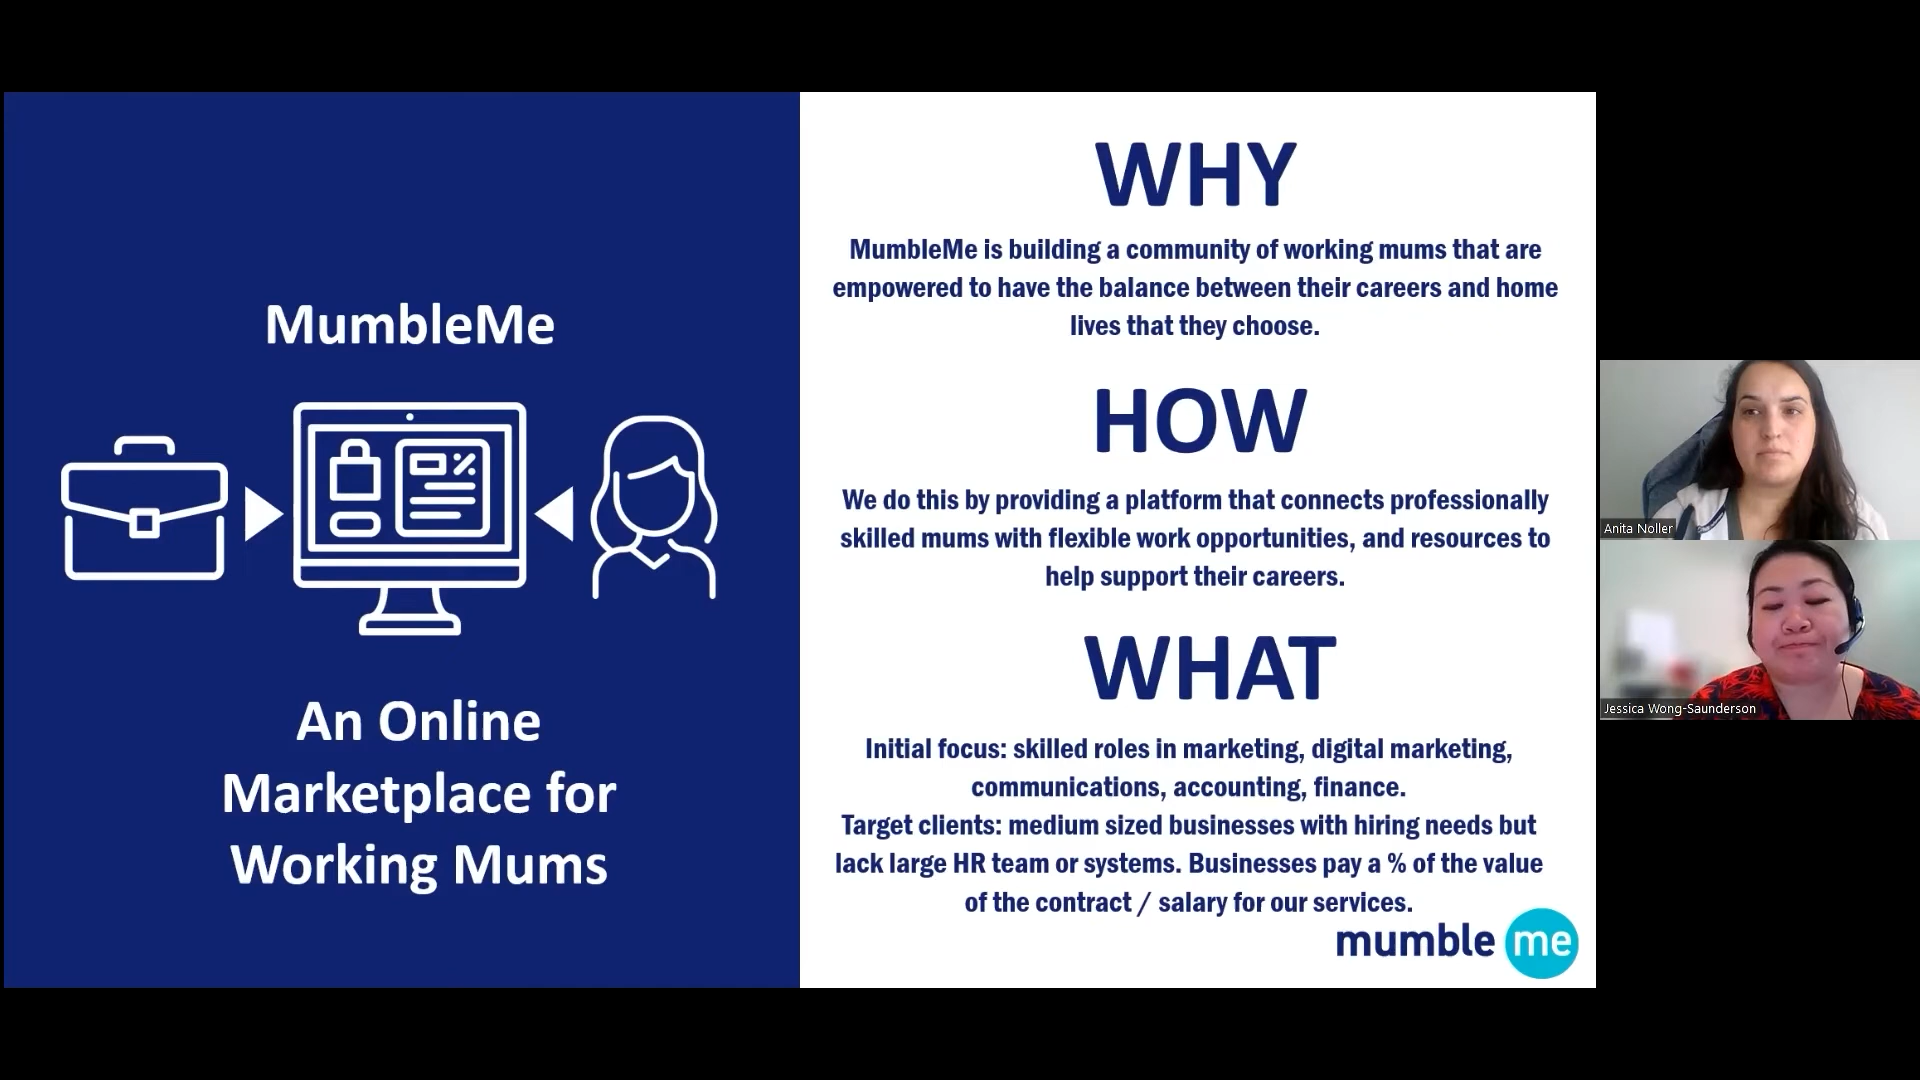 MumbleMe
An Online
Marketplace for
Working Mums
WHY
MumbleMe is building a community of working mums that are
empowered to have the balance between their careers and home
lives that they choose.
HOW
We do this by providing a platform that connects professionally
skilled mums with flexible work opportunities, and resources to
help support their careers.
WHAT
Initial focus: skilled roles in marketing, digital marketing,
communications, accounting, finance.
Target clients: medium sized businesses with hiring needs but
lack large HR team or systems. Businesses pay a % of the value
of the contract / salary for our services.
mumble me
Anita Noller
Jessica Wong-Saunderson